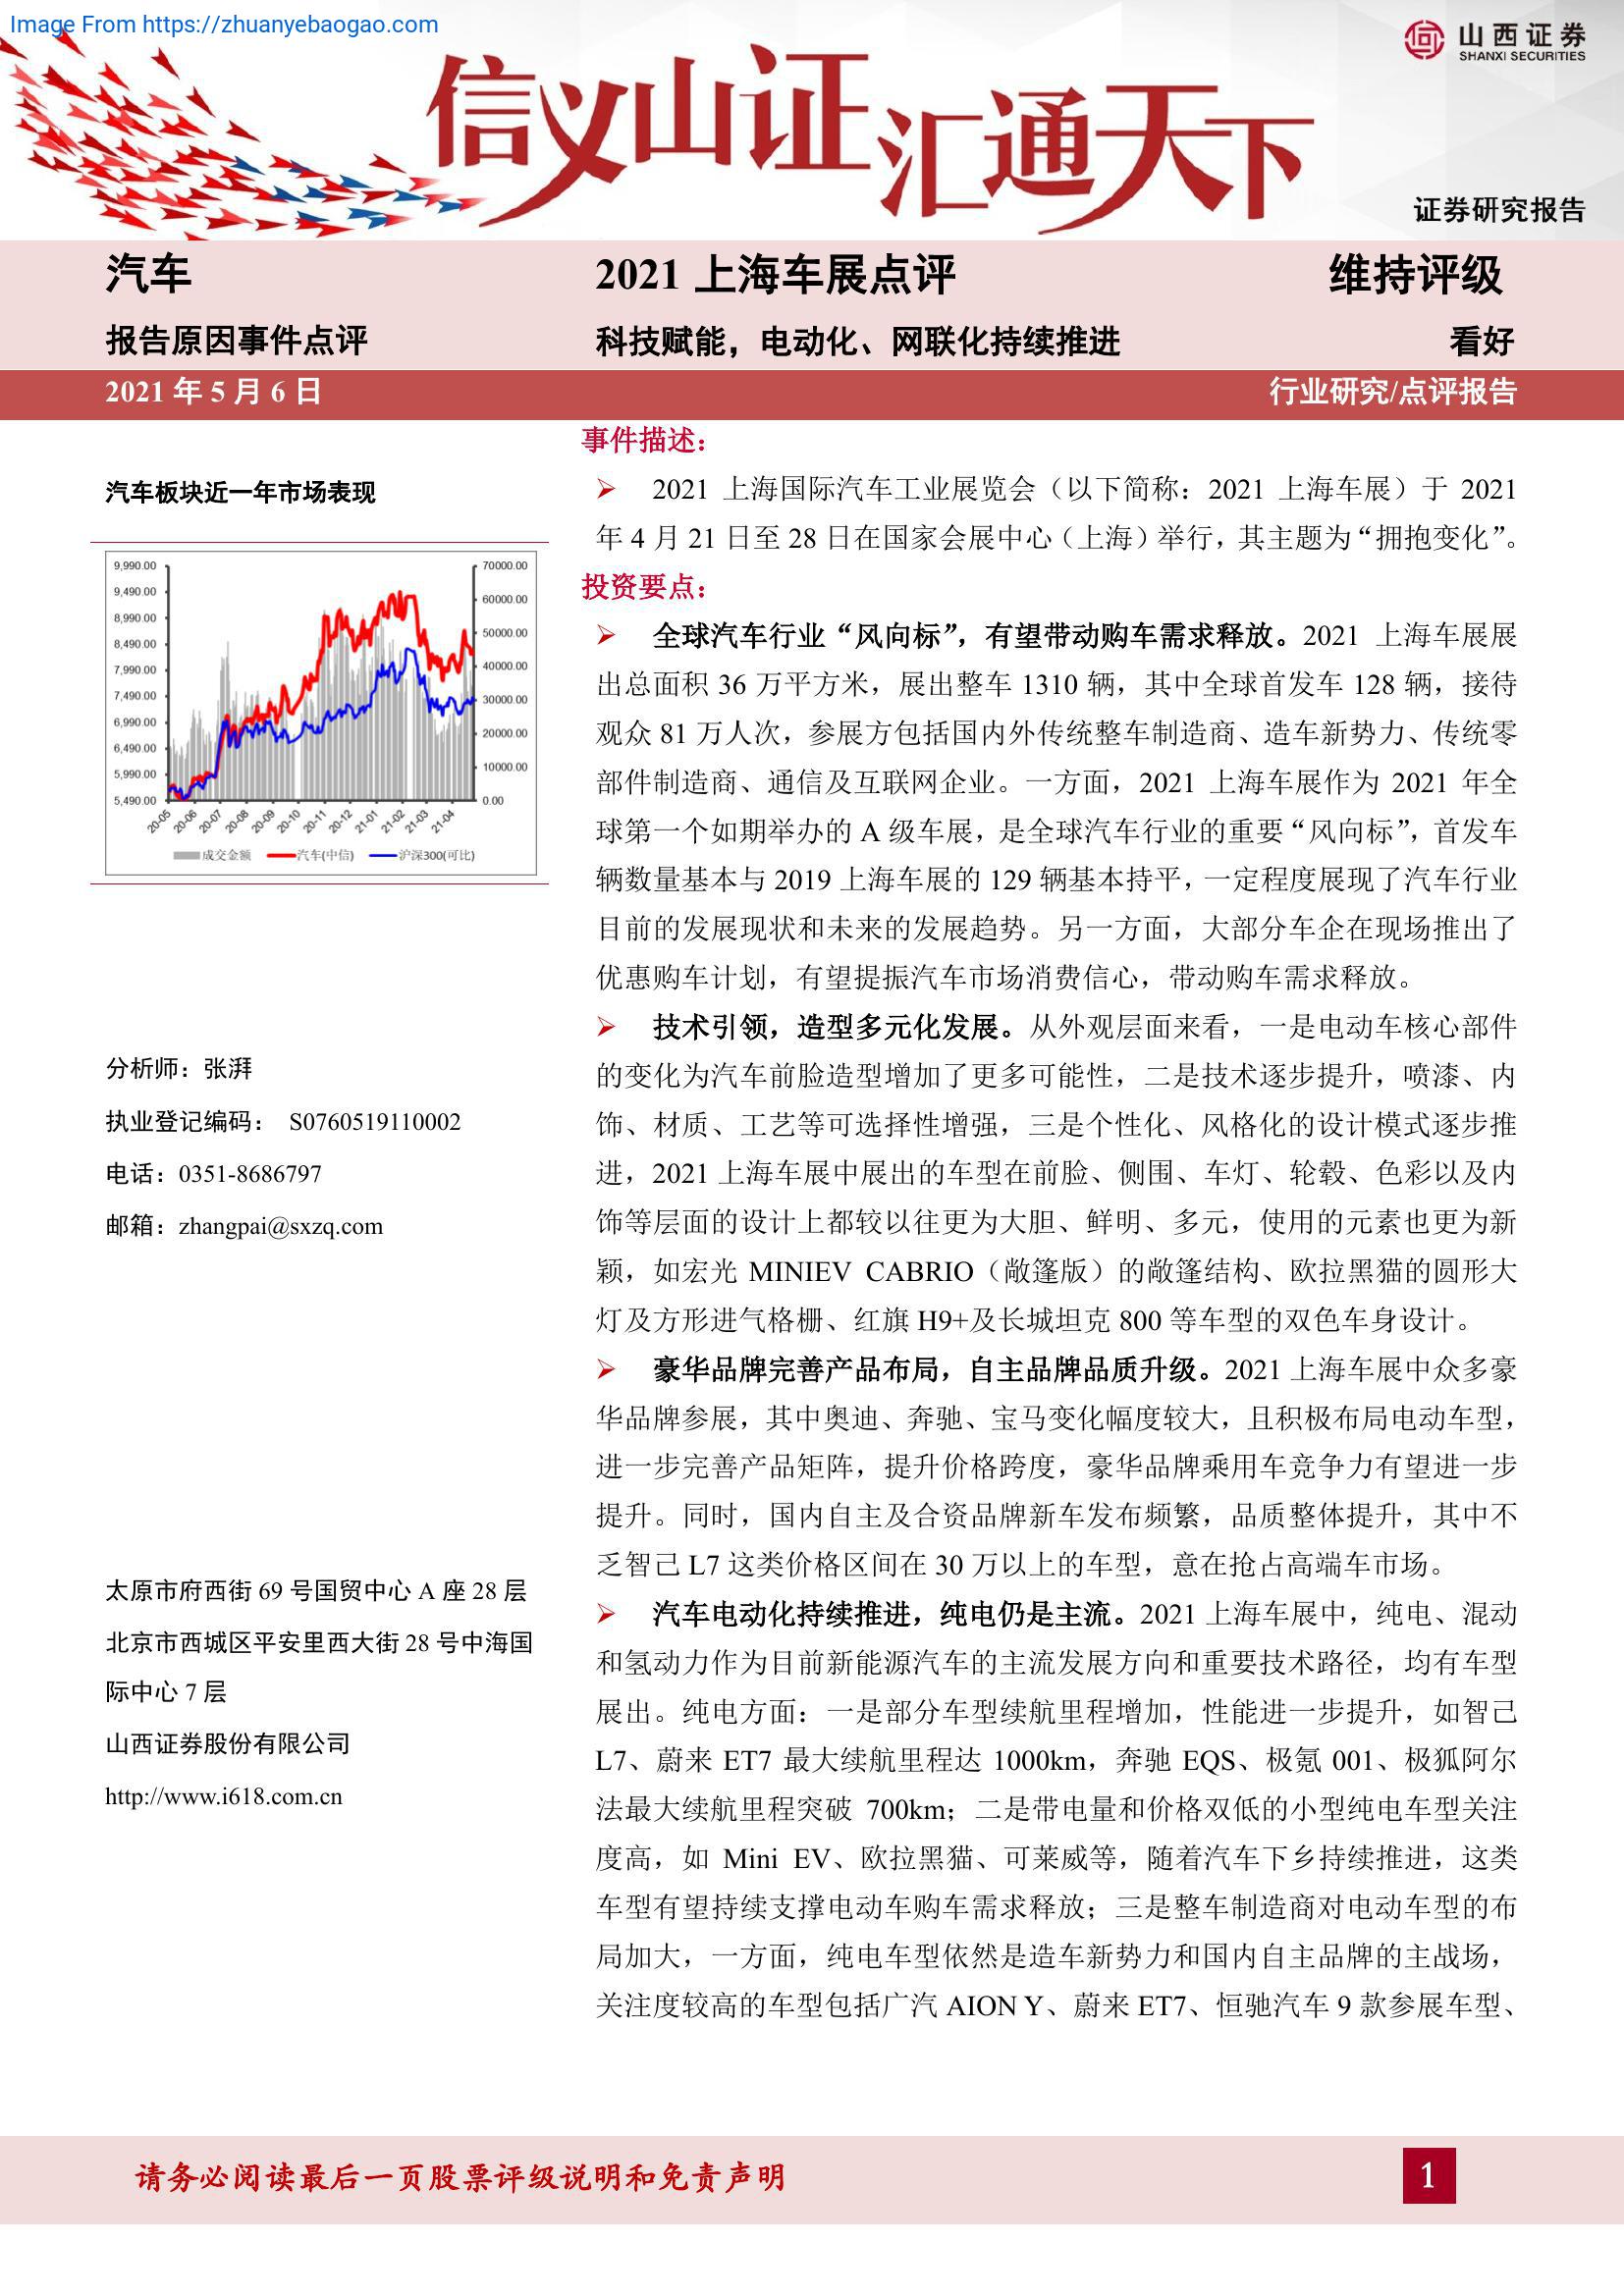 Image From https://zhuanyebaogao.com
山西证券
SHANXI SECURITIES
信义山证汇通天下
证券研究报告
汽车
2021 上海车展点评
维持评级
报告原因事件点评
科技赋能，电动化、网联化持续推进
看好
2021 年 5 月 6 日
行业研究/点评报告
汽车板块近一年市场表现
9,990.00
9,490.00
8,990.00
8,490.00
7,990.00
7,490.00
6,990.00
6,490.00
5,990.00
5,490.00
70000.00
60000.00
50000.00
40000.00
30000.00
20000.00
10000.00
0.00
20-05
20-06
20-07
20-08
20-09
20-10
20-11
20-12
21-01
21-02
21-03
21-04
成交金额
汽车(中信)
沪深300(可比)
分析师：张湃
执业登记编码： S0760519110002
电话：0351-8686797
邮箱：zhangpai@sxzq.com
太原市府西街 69 号国贸中心 A 座 28 层
北京市西城区平安里西大街 28 号中海国
际中心 7 层
山西证券股份有限公司
http://www.i618.com.cn
事件描述：
➢ 2021 上海国际汽车工业展览会（以下简称：2021 上海车展）于 2021
年 4 月 21 日至 28 日在国家会展中心（上海）举行，其主题为“拥抱变化”。
投资要点：
➢ 全球汽车行业“风向标”，有望带动购车需求释放。2021 上海车展展
出总面积 36 万平方米，展出整车 1310 辆，其中全球首发车 128 辆，接待
观众 81 万人次，参展方包括国内外传统整车制造商、造车新势力、传统零
部件制造商、通信及互联网企业。一方面，2021 上海车展作为 2021 年全
球第一个如期举办的 A 级车展，是全球汽车行业的重要“风向标”，首发车
辆数量基本与 2019 上海车展的 129 辆基本持平，一定程度展现了汽车行业
目前的发展现状和未来的发展趋势。另一方面，大部分车企在现场推出了
优惠购车计划，有望提振汽车市场消费信心，带动购车需求释放。
➢ 技术引领，造型多元化发展。从外观层面来看，一是电动车核心部件
的变化为汽车前脸造型增加了更多可能性，二是技术逐步提升，喷漆、内
饰、材质、工艺等可选择性增强，三是个性化、风格化的设计模式逐步推
进，2021 上海车展中展出的车型在前脸、侧围、车灯、轮毂、色彩以及内
饰等层面的设计上都较以往更为大胆、鲜明、多元，使用的元素也更为新
颖，如宏光 MINIEV CABRIO（敞篷版）的敞篷结构、欧拉黑猫的圆形大
灯及方形进气格栅、红旗 H9+及长城坦克 800 等车型的双色车身设计。
➢ 豪华品牌完善产品布局，自主品牌品质升级。2021 上海车展中众多豪
华品牌参展，其中奥迪、奔驰、宝马变化幅度较大，且积极布局电动车型，
进一步完善产品矩阵，提升价格跨度，豪华品牌乘用车竞争力有望进一步
提升。同时，国内自主及合资品牌新车发布频繁，品质整体提升，其中不
乏智己 L7 这类价格区间在 30 万以上的车型，意在抢占高端车市场。
➢ 汽车电动化持续推进，纯电仍是主流。2021 上海车展中，纯电、混动
和氢动力作为目前新能源汽车的主流发展方向和重要技术路径，均有车型
展出。纯电方面：一是部分车型续航里程增加，性能进一步提升，如智己
L7、蔚来 ET7 最大续航里程达 1000km，奔驰 EQS、极氪 001、极狐阿尔
法最大续航里程突破 700km；二是带电量和价格双低的小型纯电车型关注
度高，如 Mini EV、欧拉黑猫、可莱威等，随着汽车下乡持续推进，这类
车型有望持续支撑电动车购车需求释放；三是整车制造商对电动车型的布
局加大，一方面，纯电车型依然是造车新势力和国内自主品牌的主战场，
关注度较高的车型包括广汽 AION Y、蔚来 ET7、恒驰汽车 9 款参展车型、
请务必阅读最后一页股票评级说明和免责声明
1